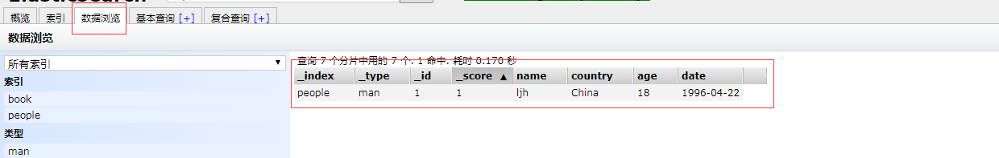 概览 索引 数据浏览 基本查询 [+] 复合查询 [+]
数据浏览
所有索引
索引
book
people
类型
man
查询 7 个分片中用的 7 个. 1 命中. 耗时 0.170 秒
_index _type _id _score ▲ name country age date
people man 1 1 ljh China 18 1996-04-22